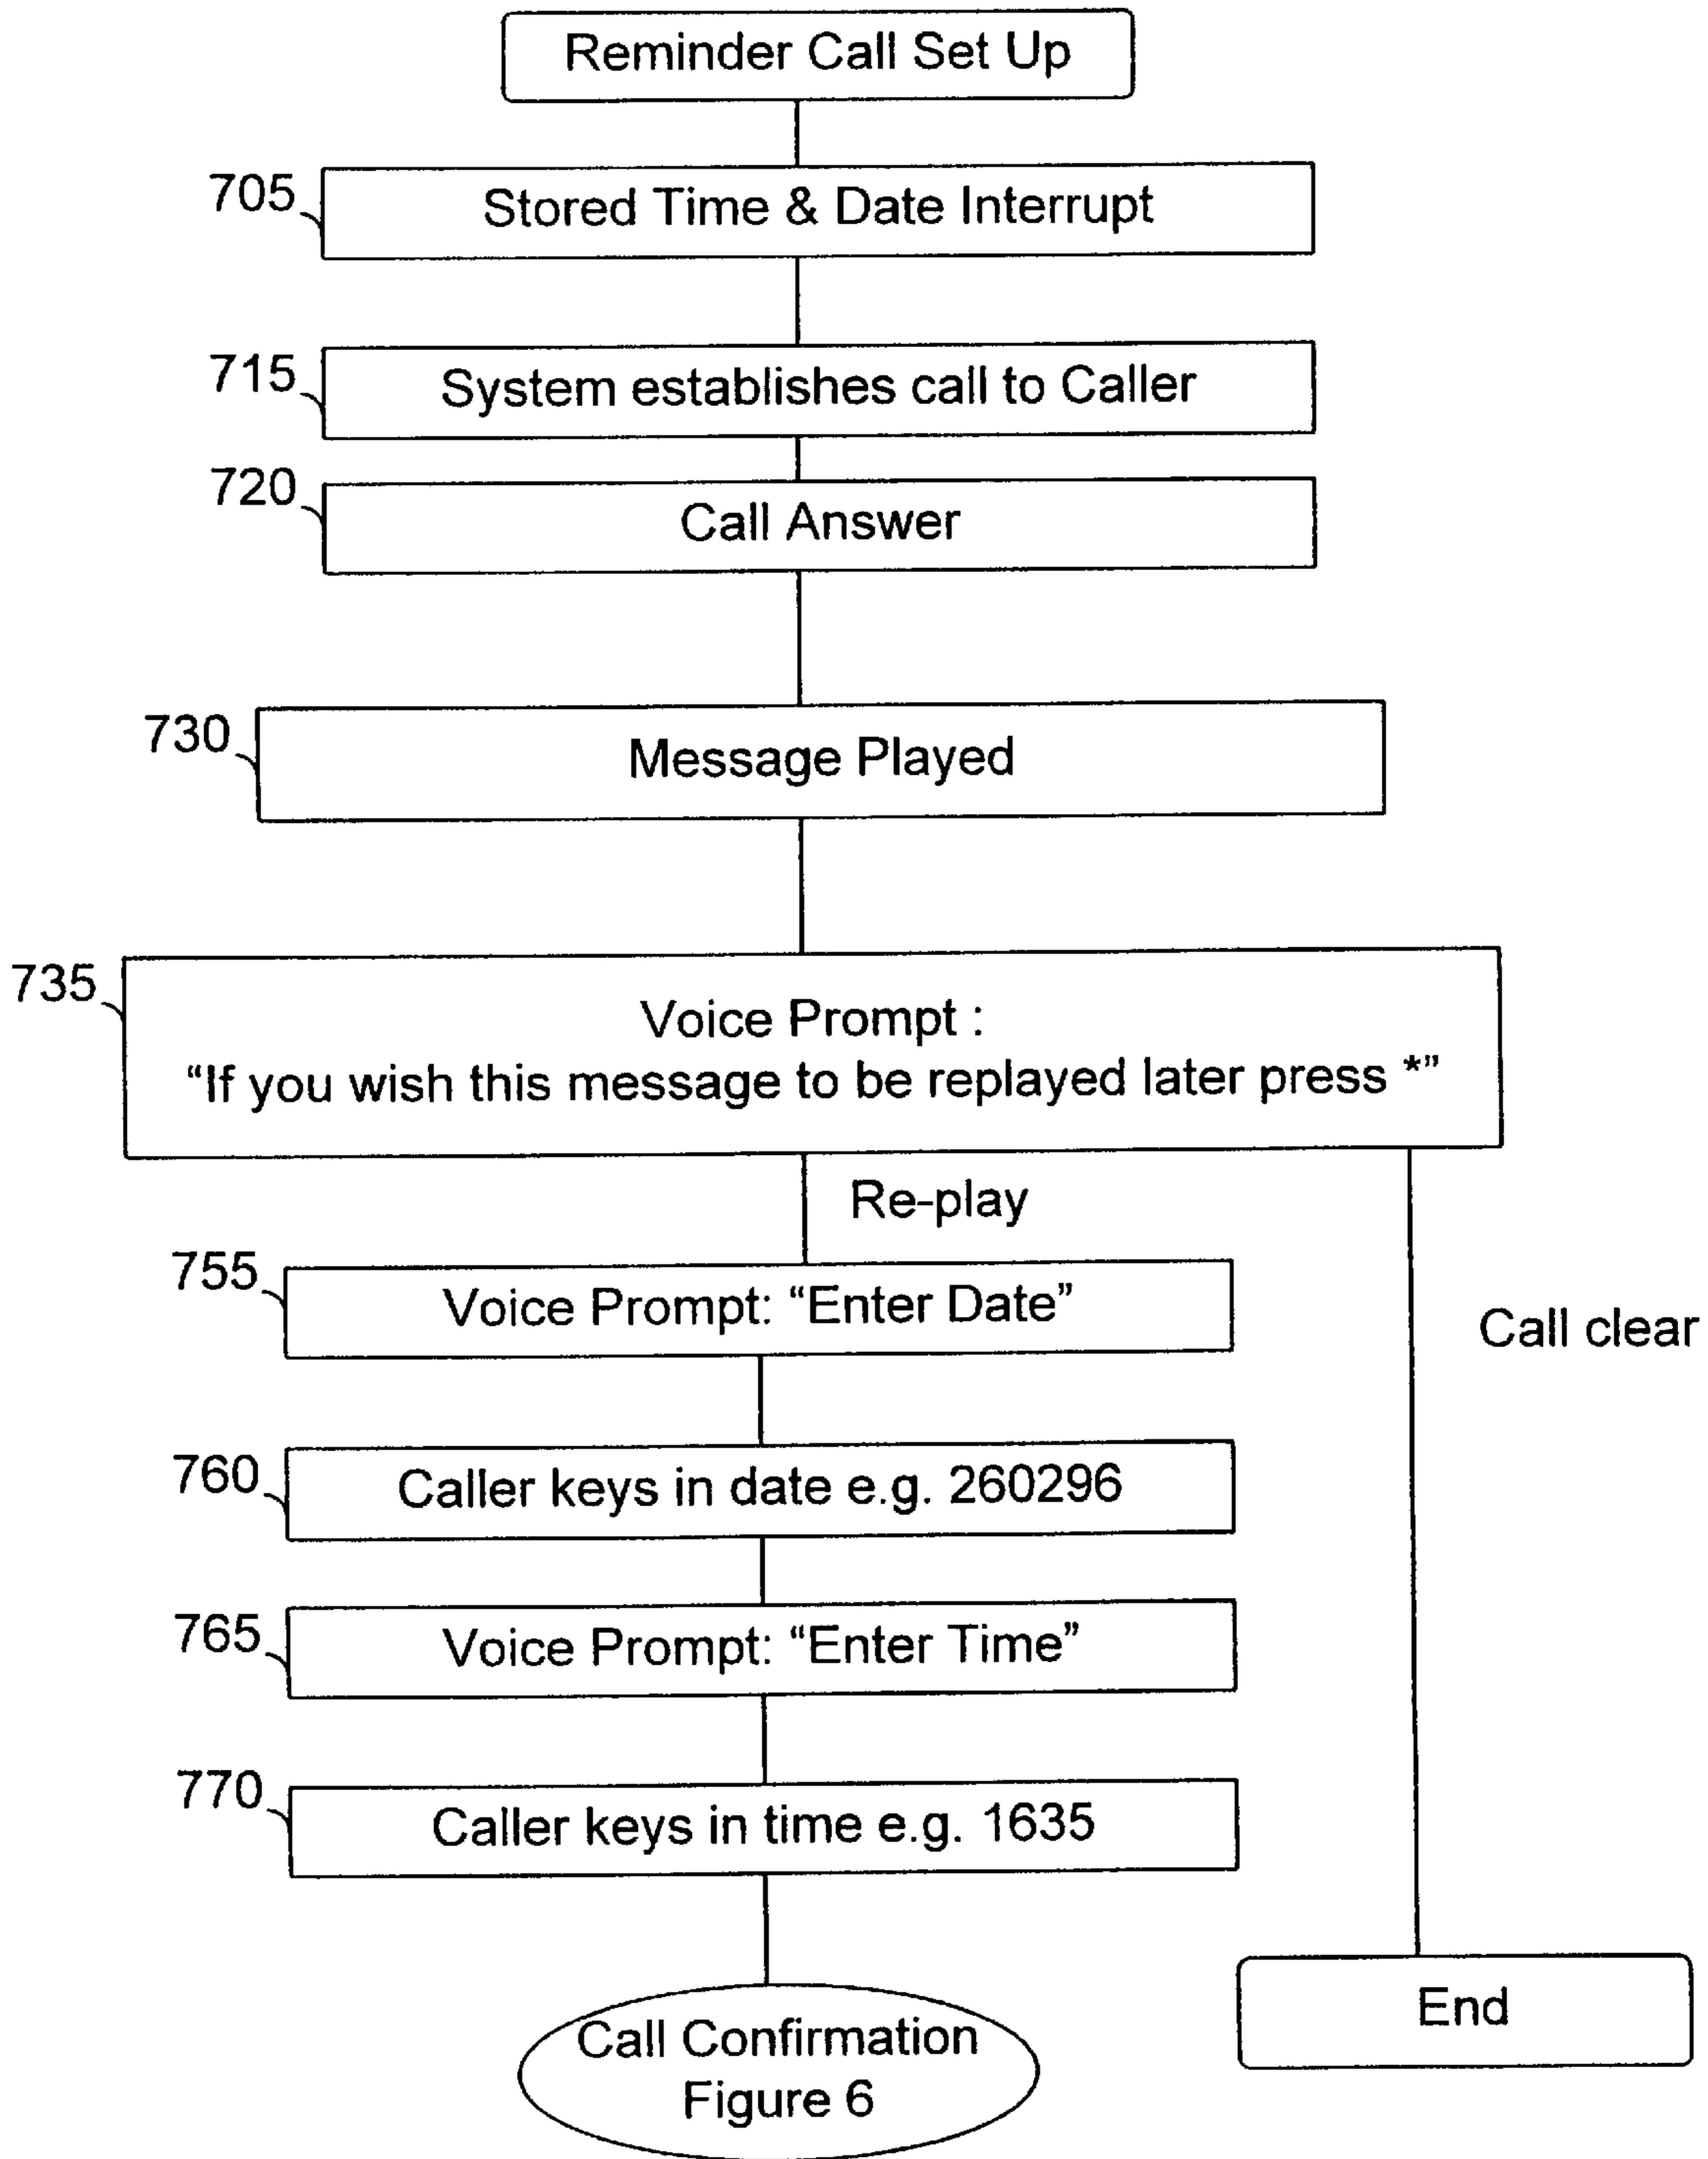 Reminder Call Set Up
705
Stored Time & Date Interrupt
715
System establishes call to Caller
720
Call Answer
730
Message Played
735
Voice Prompt :
“If you wish this message to be replayed later press *”
Re-play
755
Voice Prompt: “Enter Date”
Call clear
760
Caller keys in date e.g. 260296
765
Voice Prompt: “Enter Time”
770
Caller keys in time e.g. 1635
End
Call Confirmation
Figure 6